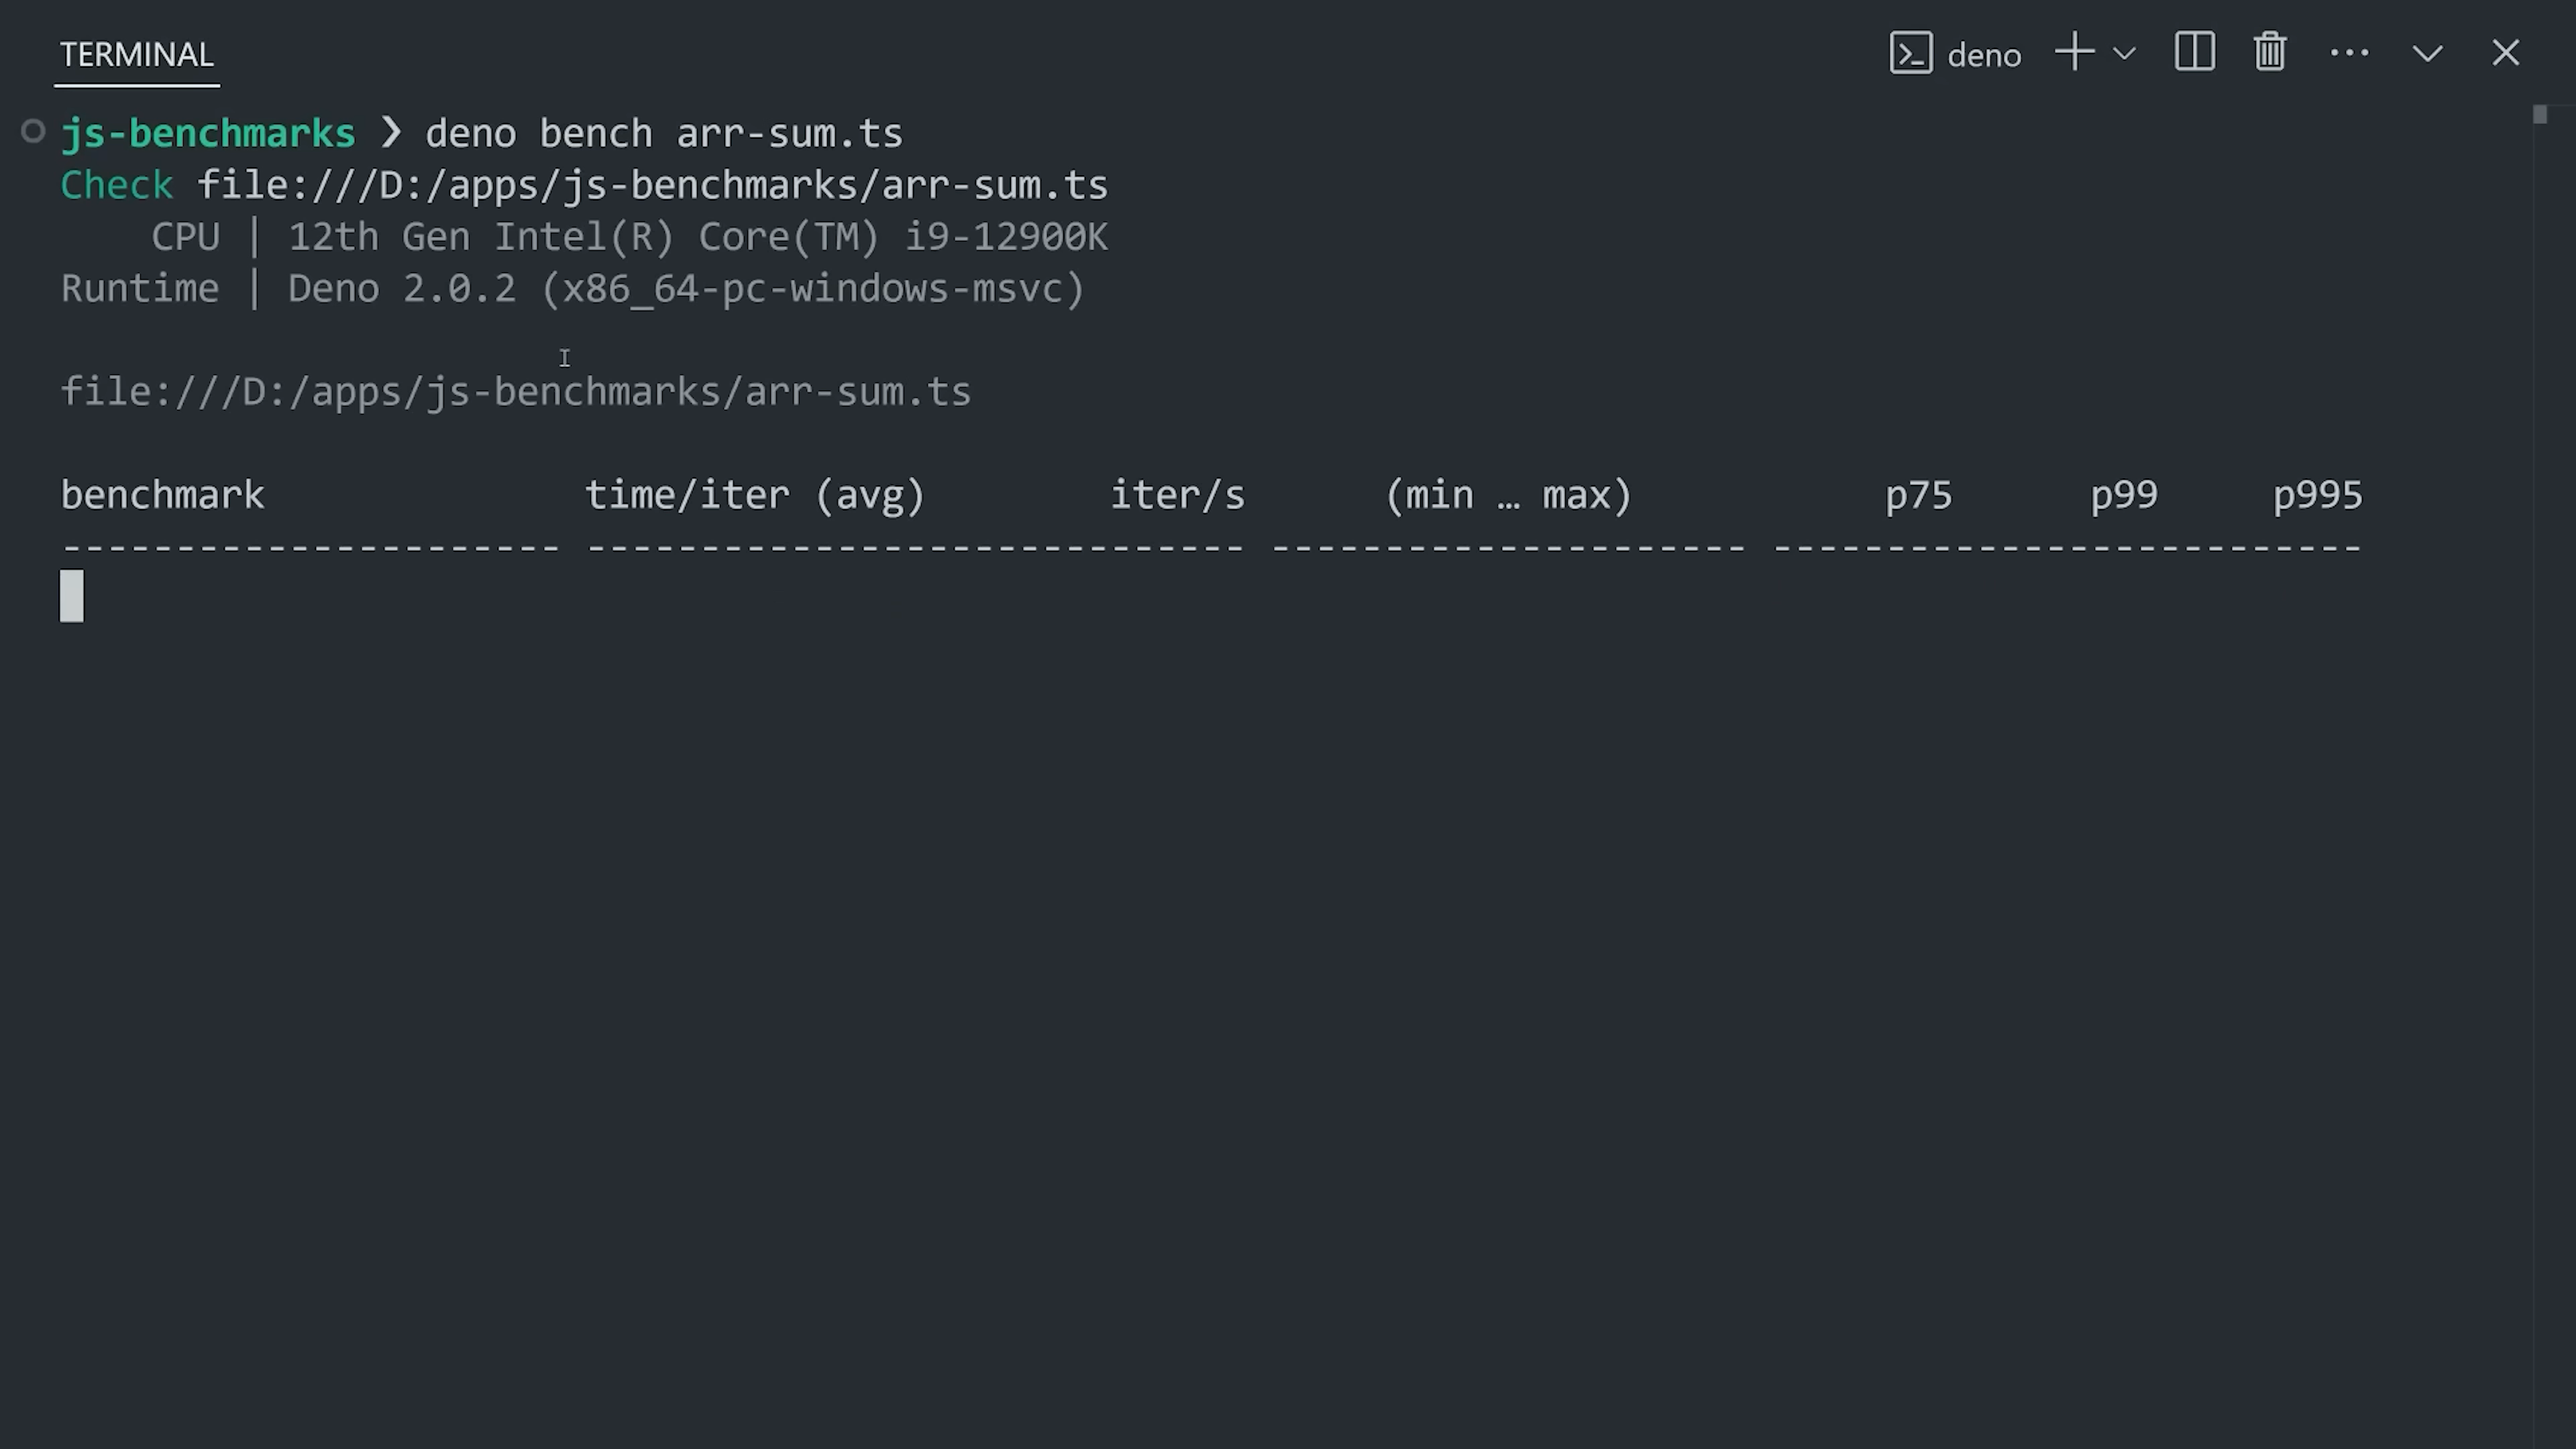 TERMINAL
deno
js-benchmarks ❯ deno bench arr-sum.ts
Check file:///D:/apps/js-benchmarks/arr-sum.ts
CPU | 12th Gen Intel(R) Core(TM) i9-12900K
Runtime | Deno 2.0.2 (x86_64-pc-windows-msvc)
file:///D:/apps/js-benchmarks/arr-sum.ts
benchmark time/iter (avg) iter/s (min … max) p75 p99 p995
---------------------- ----------------------------- --------------------- --------------------------